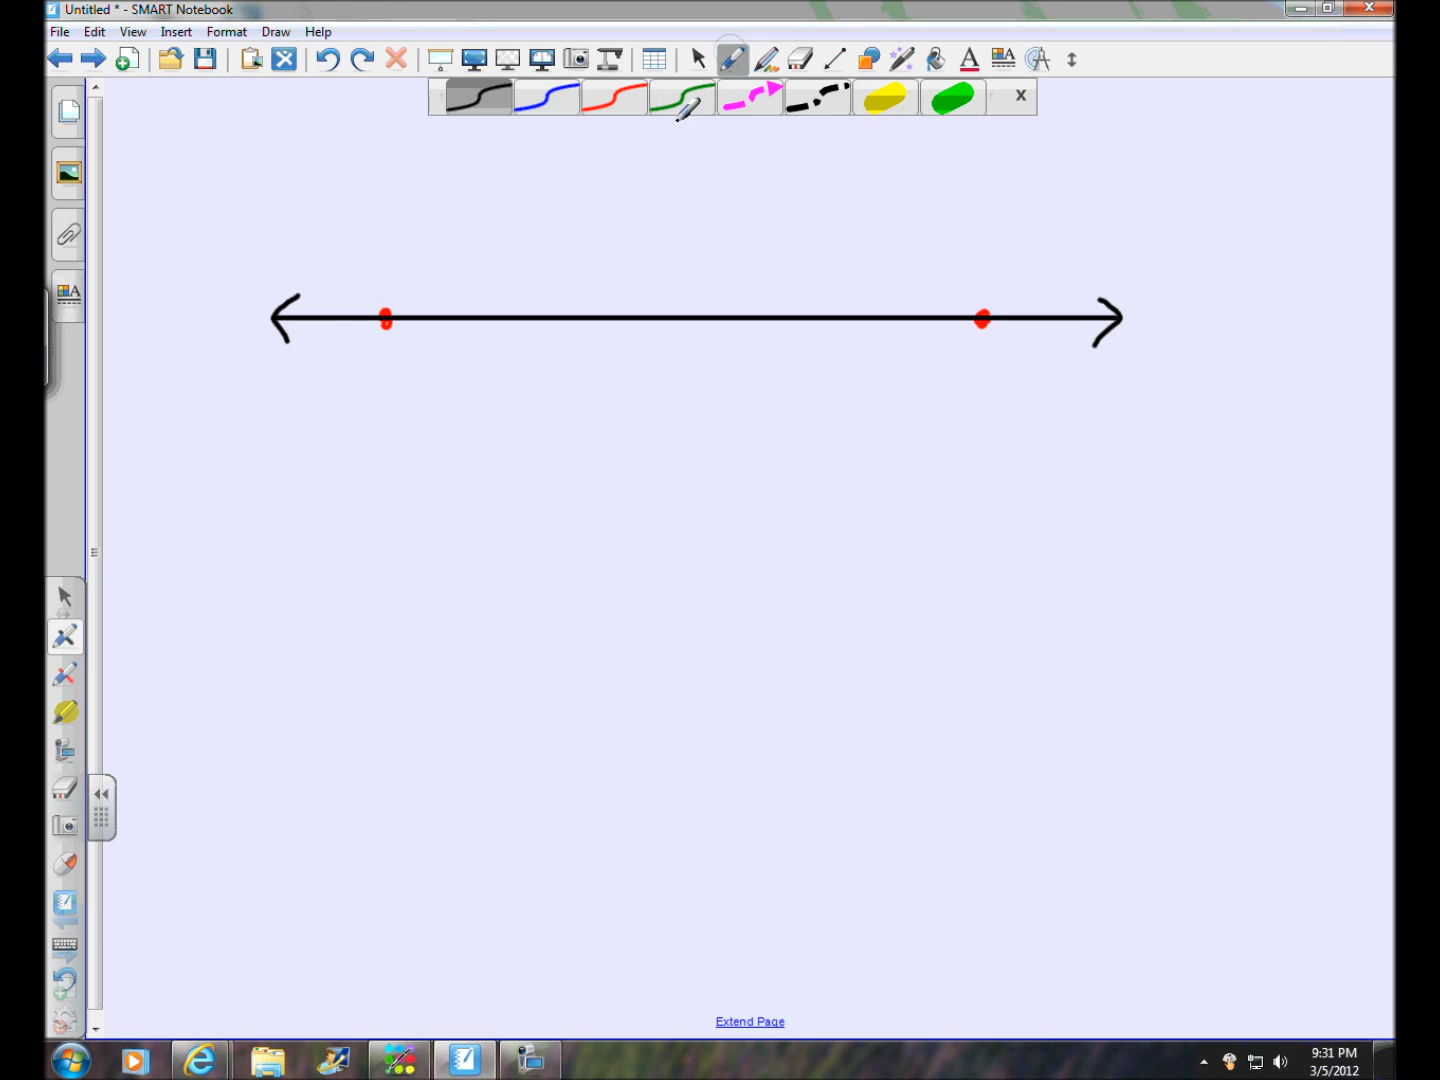 Untitled * - SMART Notebook
File Edit View Insert Format Draw Help
X
Extend Page
9:31 PM
3/5/2012